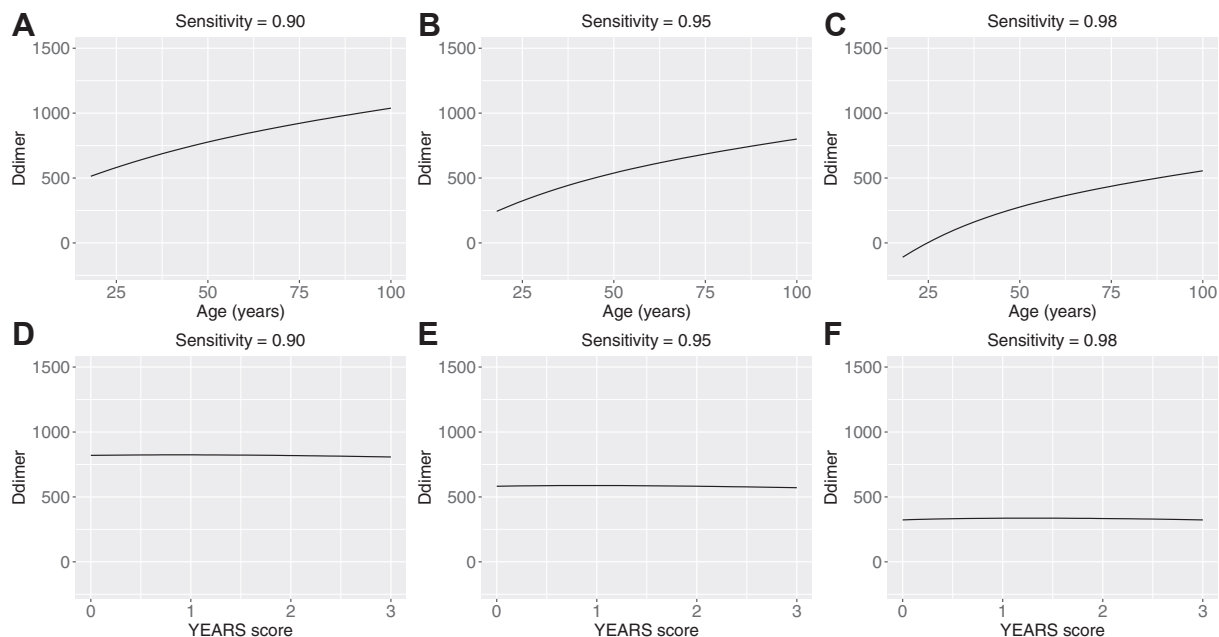 A
Sensitivity = 0.90
1500
1000
500
0
Ddimer
25 50 75 100
Age (years)
B
Sensitivity = 0.95
1500
1000
500
0
Ddimer
25 50 75 100
Age (years)
C
Sensitivity = 0.98
1500
1000
500
0
Ddimer
25 50 75 100
Age (years)
D
Sensitivity = 0.90
1500
1000
500
0
Ddimer
0 1 2 3
YEARS score
E
Sensitivity = 0.95
1500
1000
500
0
Ddimer
0 1 2 3
YEARS score
F
Sensitivity = 0.98
1500
1000
500
0
Ddimer
0 1 2 3
YEARS score